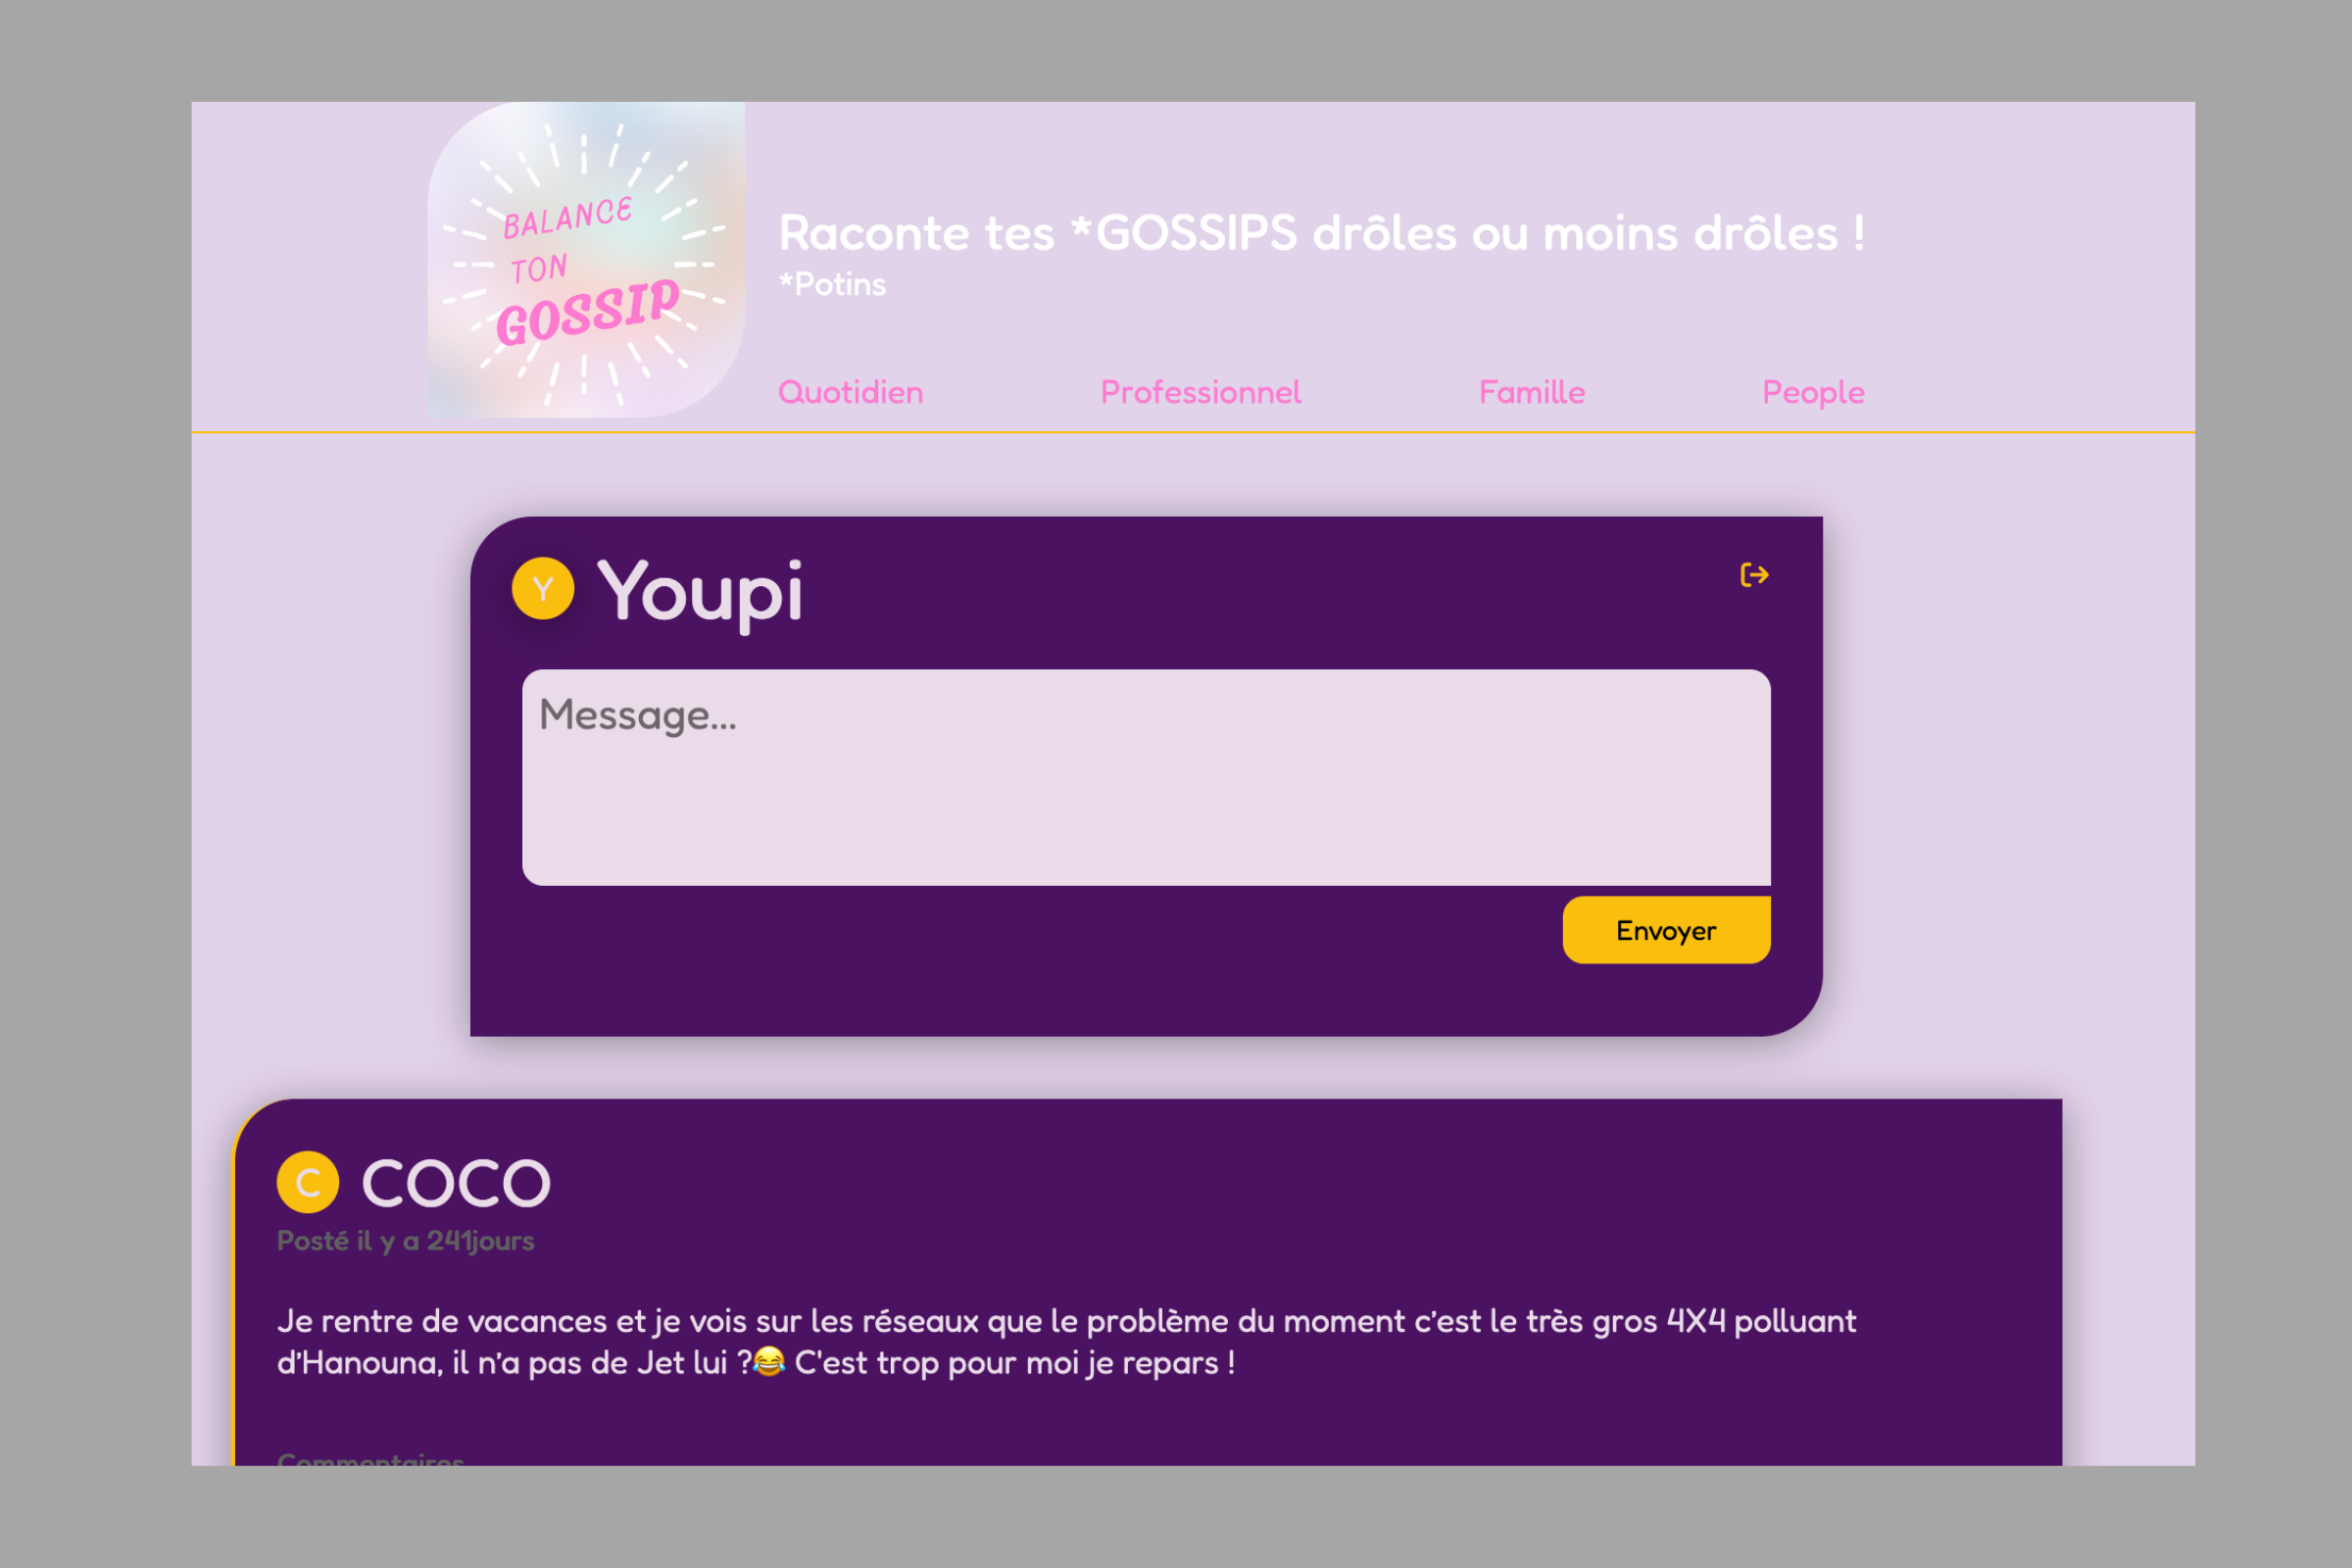 BALANCE
TON
GOSSIP
Raconte tes *GOSSIPS drôles ou moins drôles !
*Potins
Quotidien Professionnel Famille People
Y Youpi
Message...
Envoyer
C COCO
Posté il y a 241jours
Je rentre de vacances et je vois sur les réseaux que le problème du moment c’est le très gros 4X4 polluant
d’Hanouna, il n’a pas de Jet lui ?😂 C'est trop pour moi je repars !
Commentaires